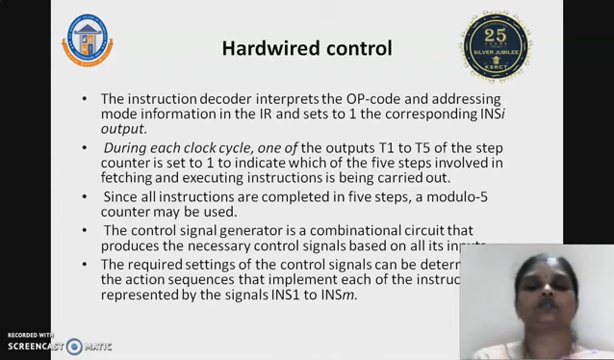 Hardwired control
25
YEARS
SILVER JUBILEE
KSRCT
• The instruction decoder interprets the OP-code and addressing
mode information in the IR and sets to 1 the corresponding INSi
output.
• During each clock cycle, one of the outputs T1 to T5 of the step
counter is set to 1 to indicate which of the five steps involved in
fetching and executing instructions is being carried out.
• Since all instructions are completed in five steps, a modulo-5
counter may be used.
• The control signal generator is a combinational circuit that
produces the necessary control signals based on all its inputs.
• The required settings of the control signals can be deter
the action sequences that implement each of the instruc
represented by the signals INS1 to INSm.
RECORDED WITH
SCREENCAST MATIC